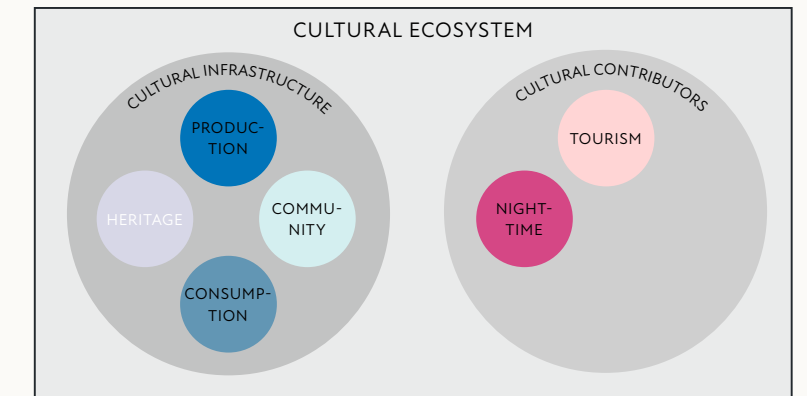 CULTURAL ECOSYSTEM
CULTURAL INFRASTRUCTURE
PRODUC-
TION
HERITAGE
COMMU-
NITY
CONSUMP-
TION
CULTURAL CONTRIBUTORS
TOURISM
NIGHT-
TIME